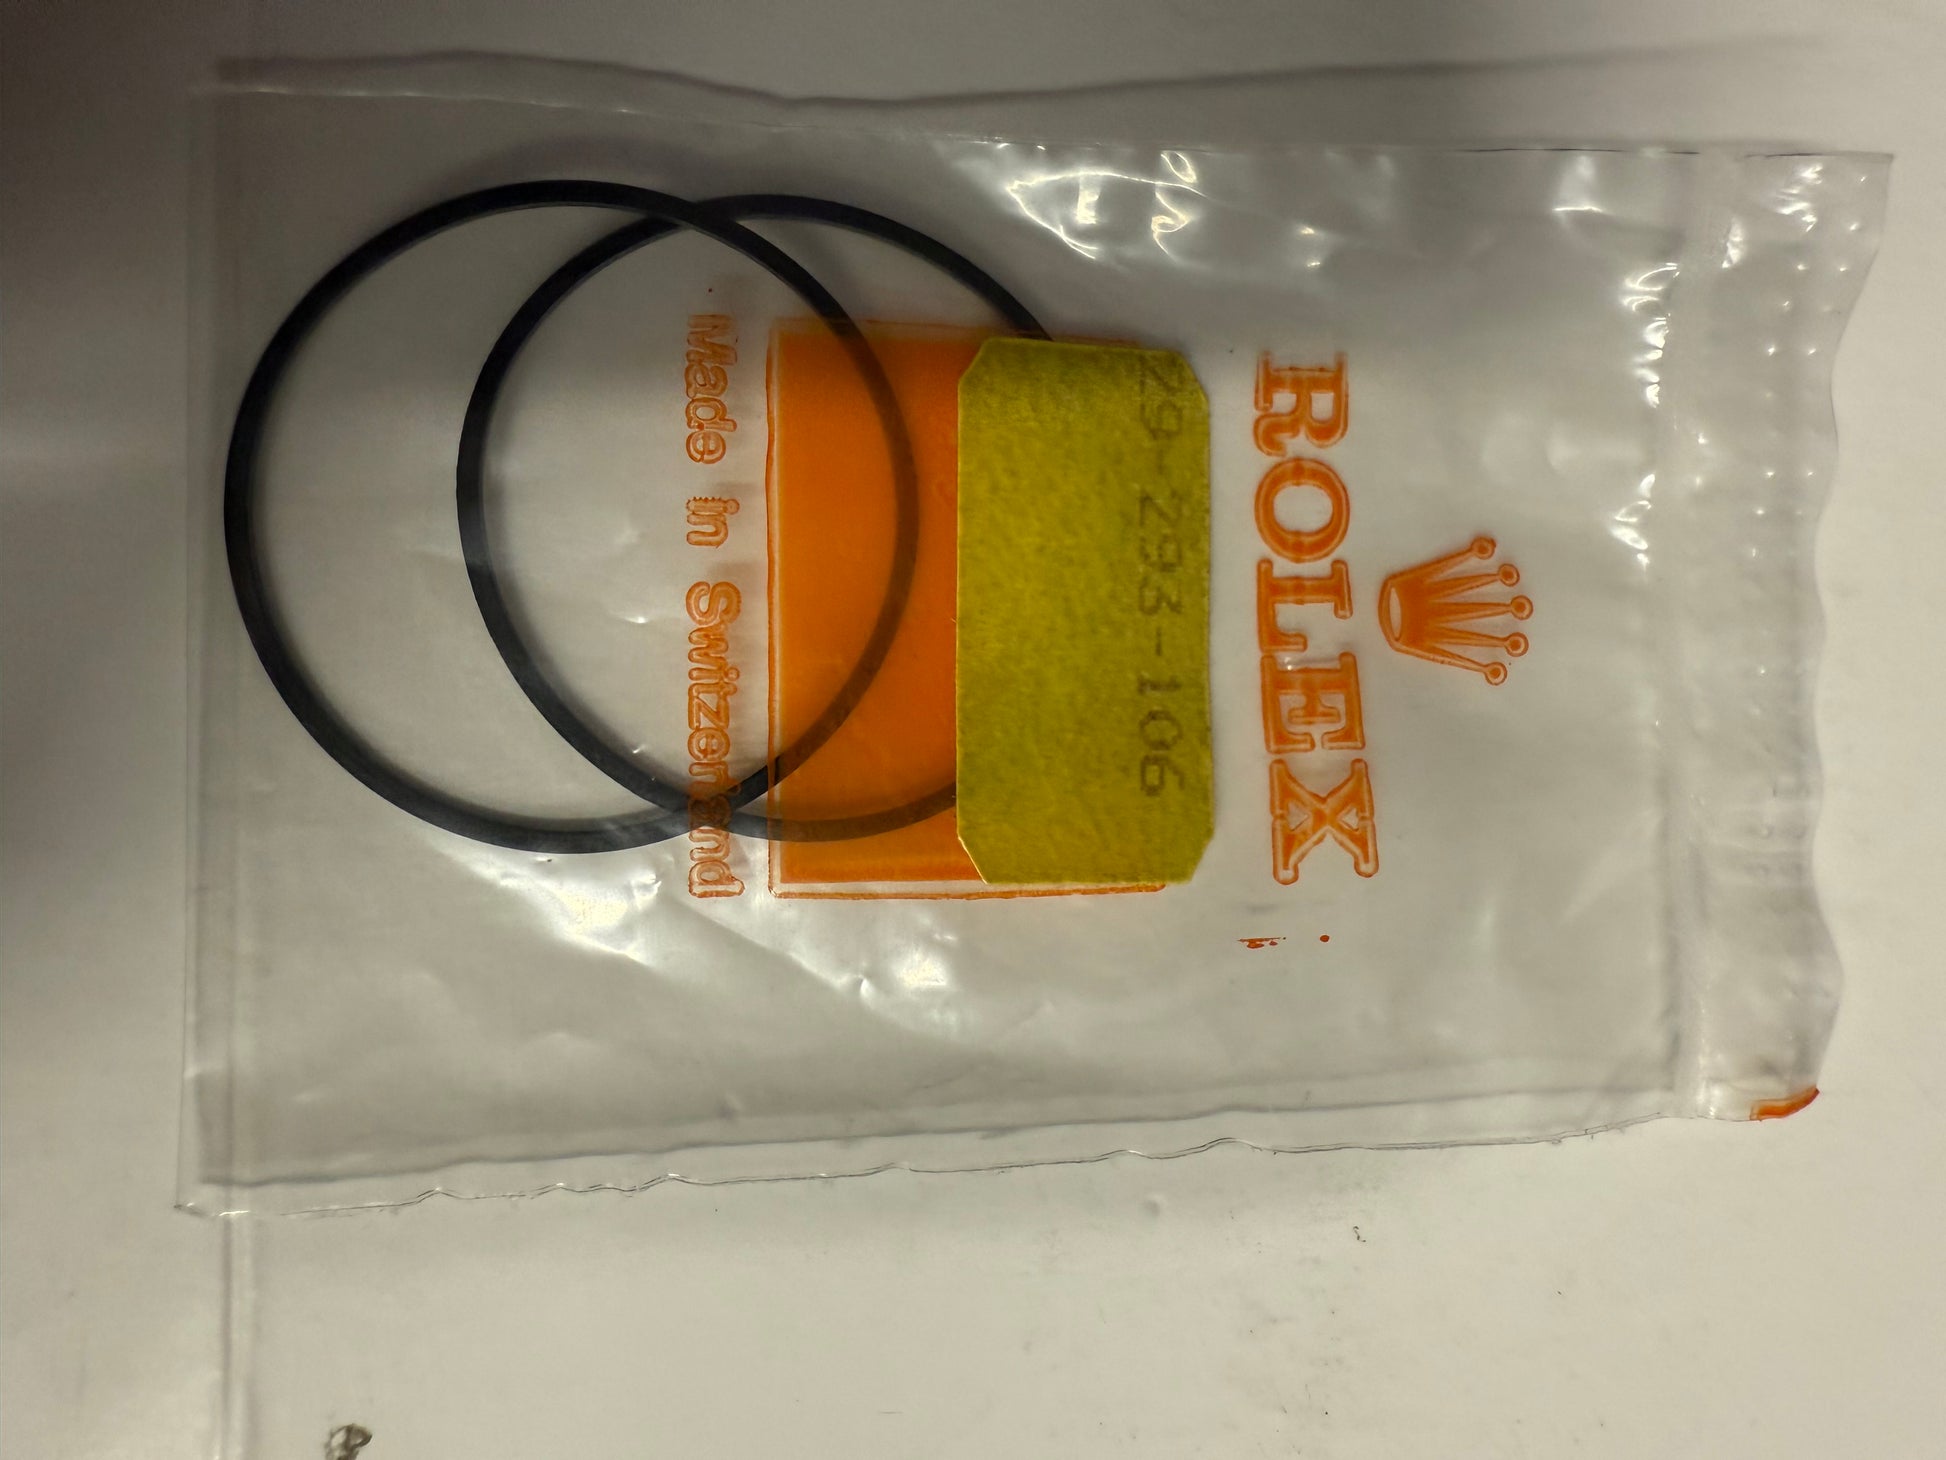 ROLEX
29-293-106
Made in Switzerland